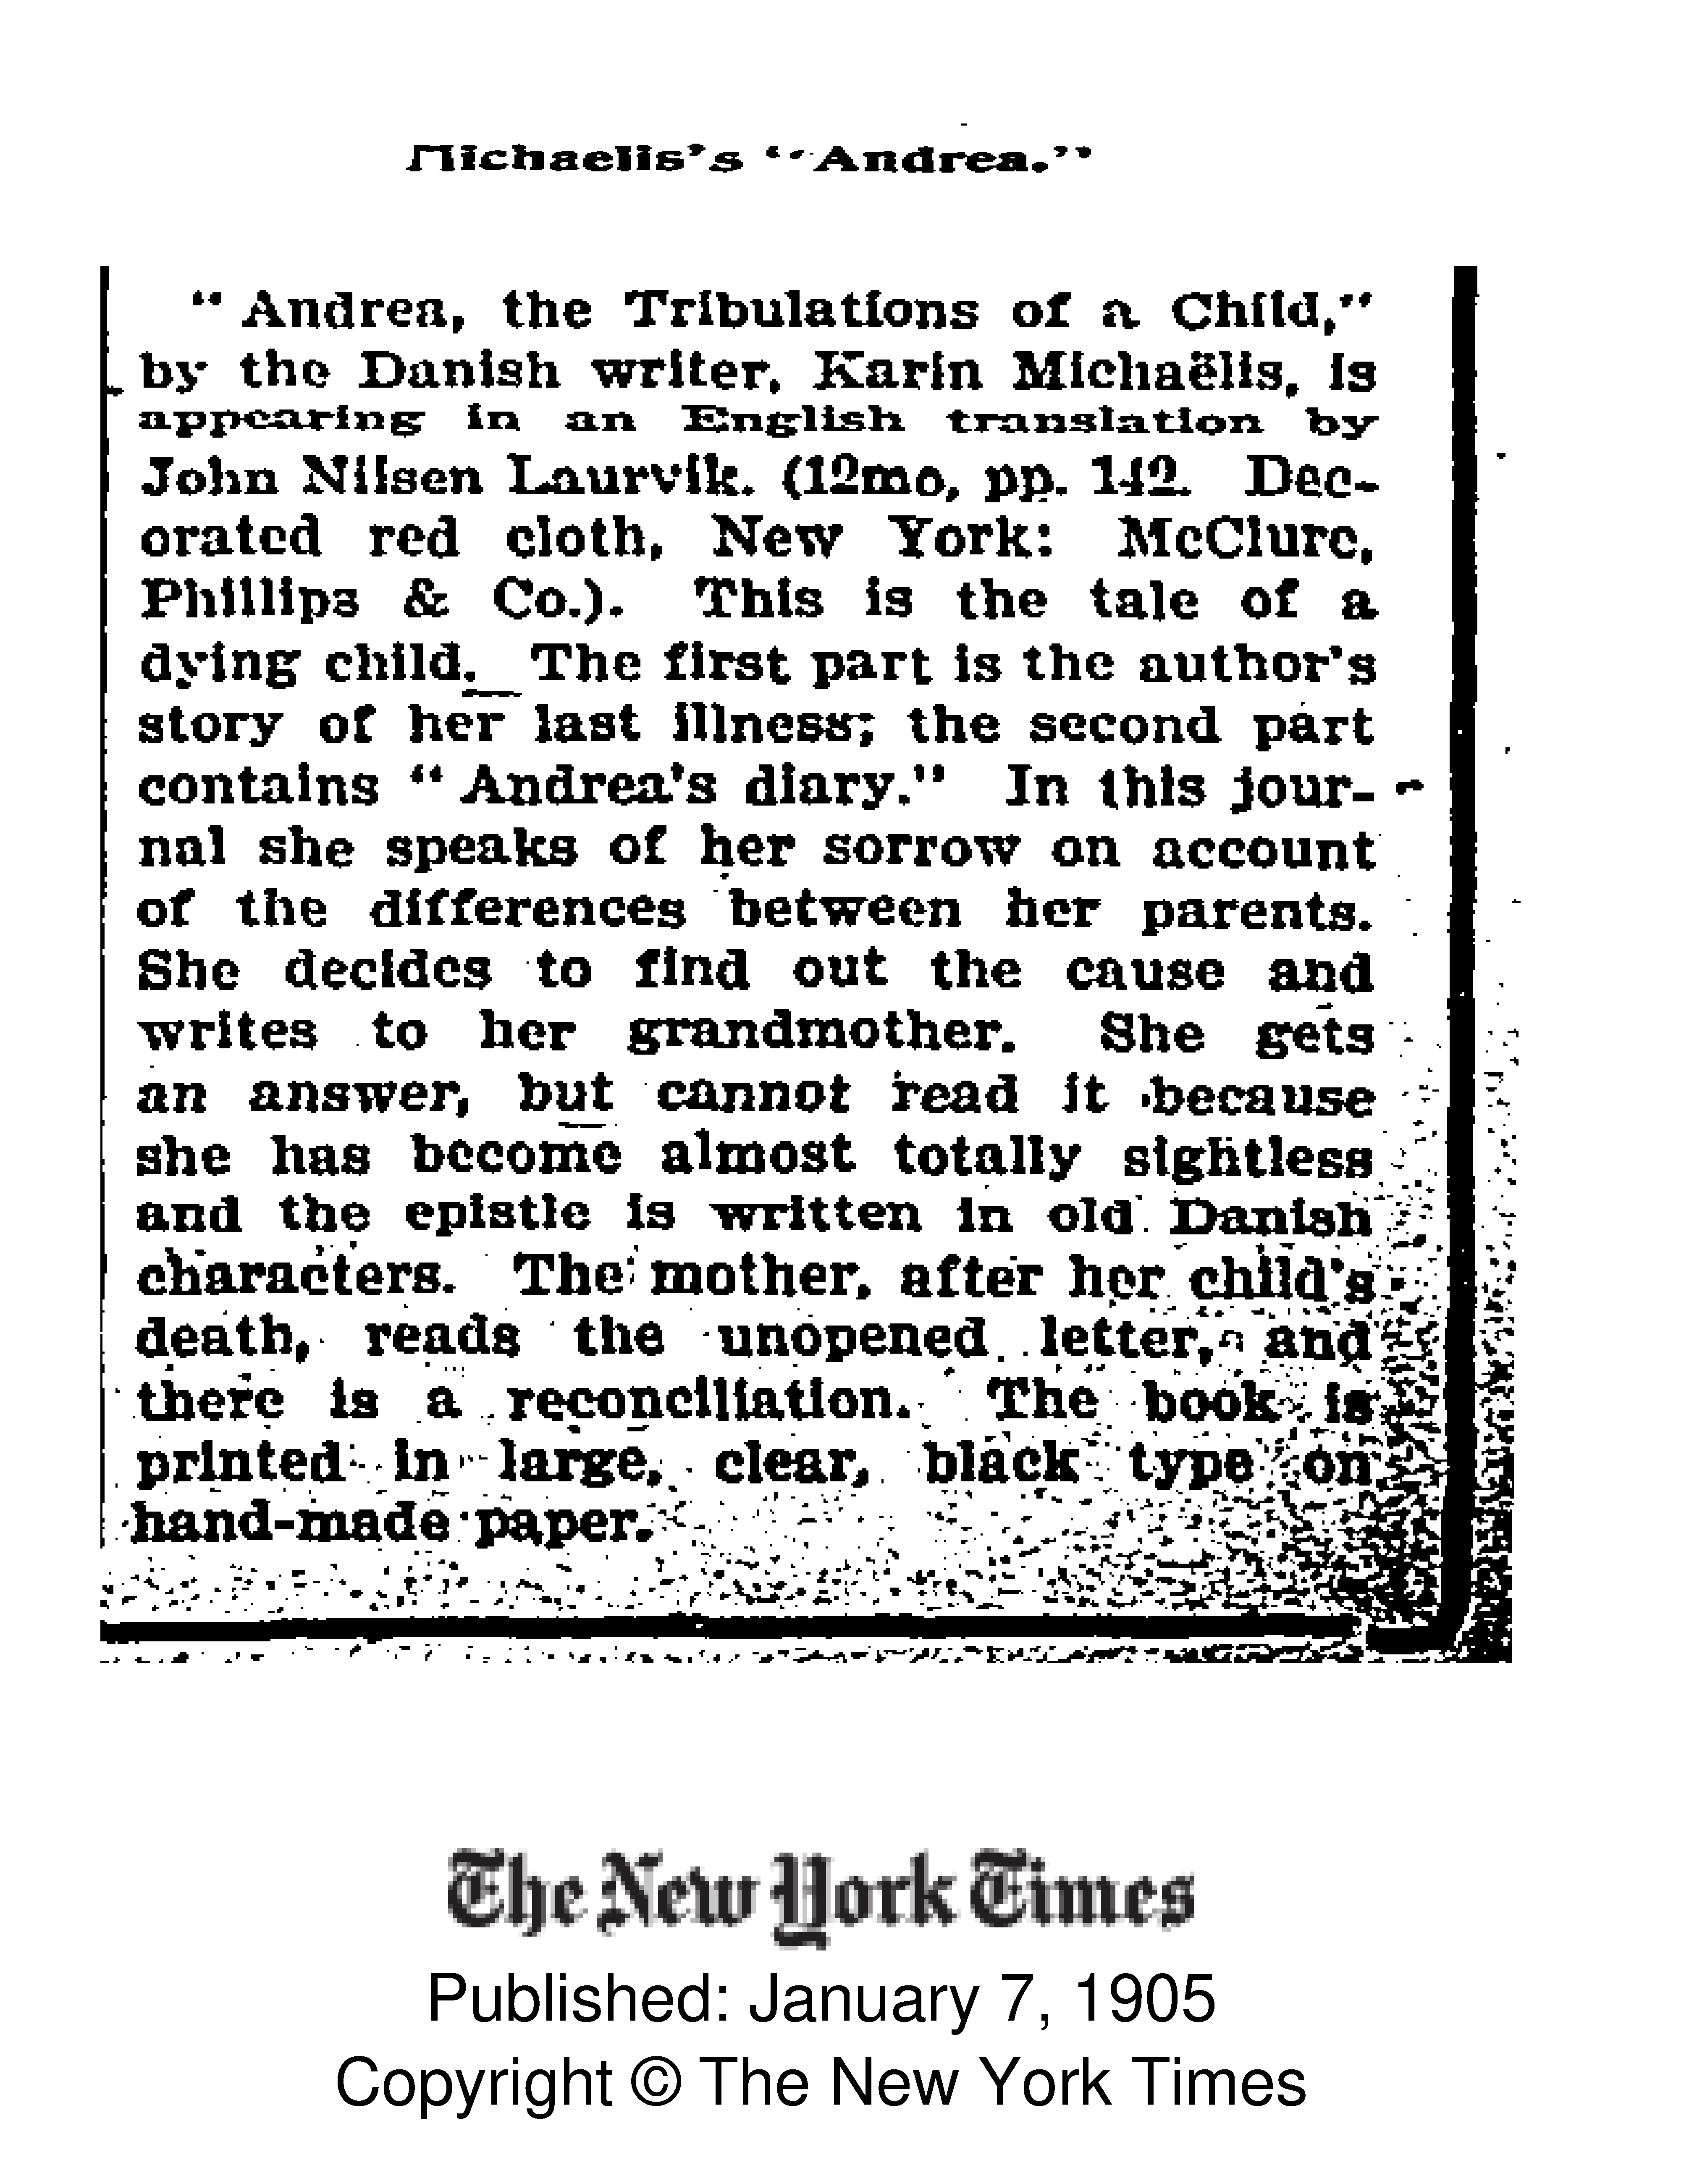 Michaelis's "Andrea."
" Andrea, the Tribulations of a Child,"
by the Danish writer, Karin Michaëlis, is
appearing in an English translation by
John Nilsen Laurvik. (12mo, pp. 142. Dec-
orated red cloth, New York: McClure,
Phillips & Co.). This is the tale of a
dying child. The first part is the author's
story of her last illness; the second part
contains " Andrea's diary." In this jour-
nal she speaks of her sorrow on account
of the differences between her parents.
She decides to find out the cause and
writes to her grandmother. She gets
an answer, but cannot read it because
she has become almost totally sightless
and the epistle is written in old Danish
characters. The mother, after her child's
death, reads the unopened letter, and
there is a reconciliation. The book is
printed in large, clear, black type on
hand-made paper.
The New York Times
Published: January 7, 1905
Copyright © The New York Times